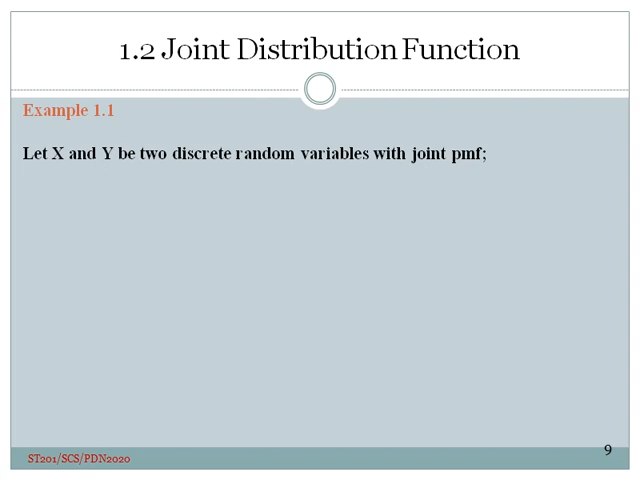 1.2 Joint Distribution Function
Example 1.1
Let X and Y be two discrete random variables with joint pmf;
9
ST201/SCS/PDN2020